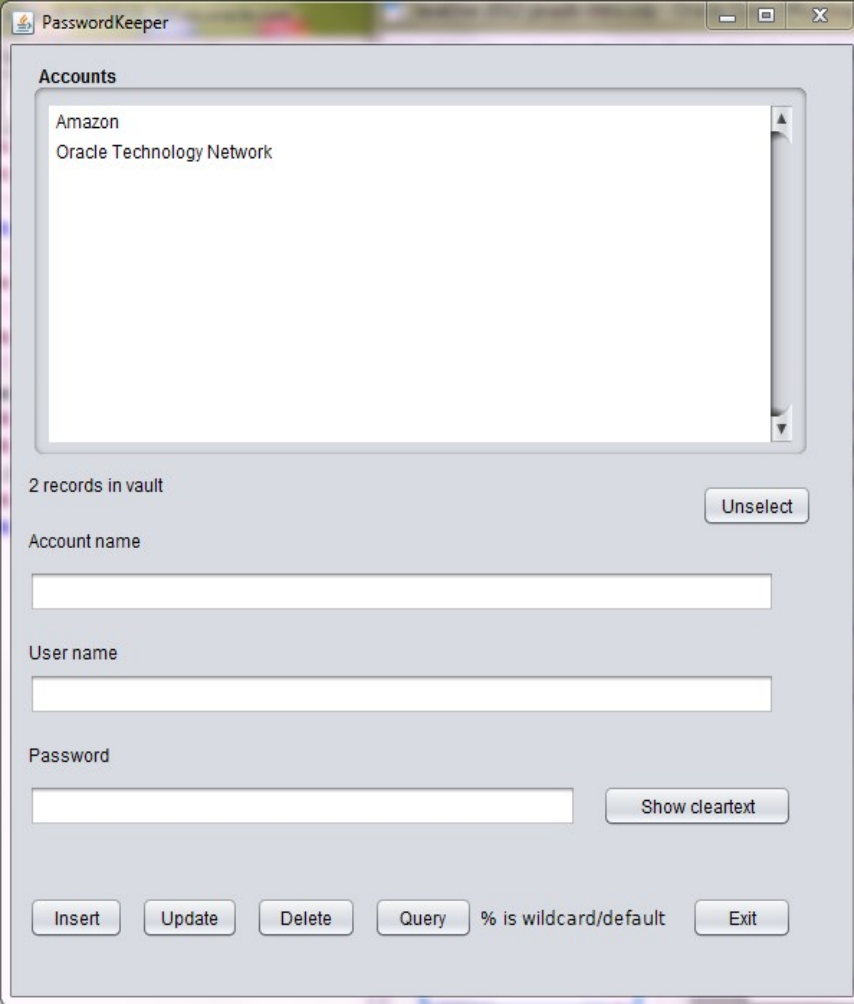 PasswordKeeper
Accounts
Amazon
Oracle Technology Network
2 records in vault
Unselect
Account name
User name
Password
Show cleartext
Insert Update Delete Query % is wildcard/default Exit